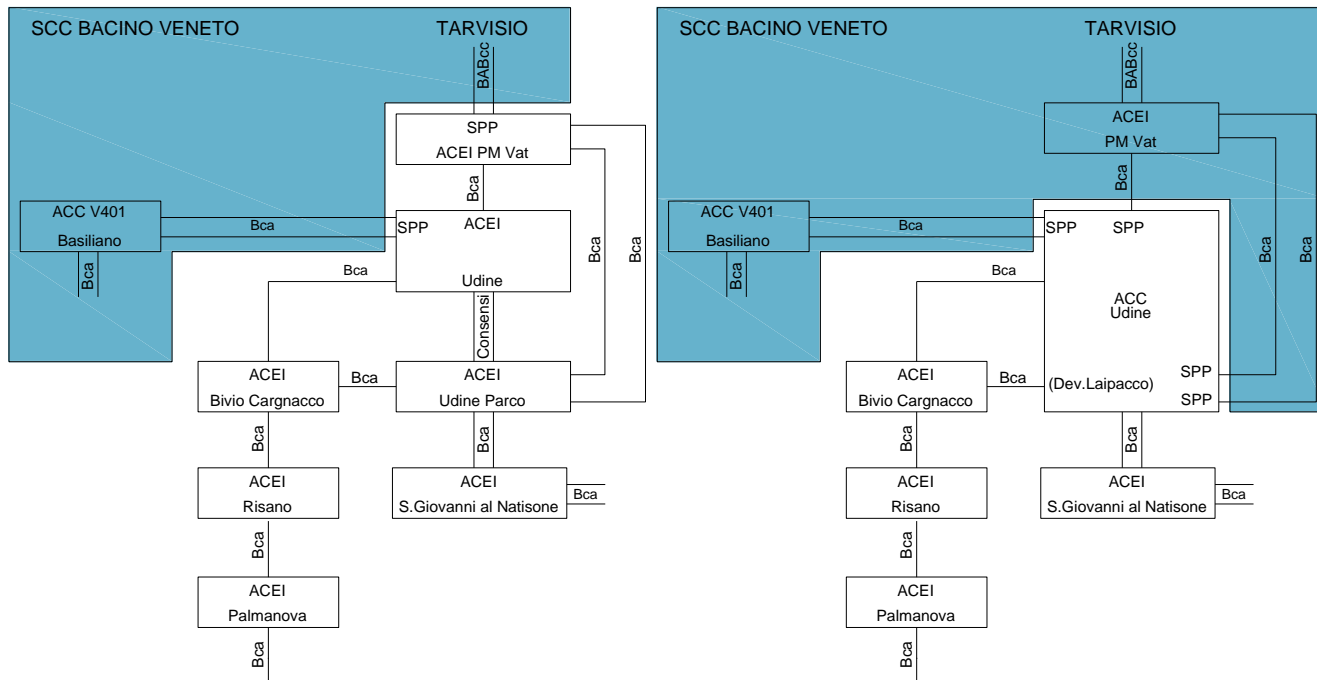 SCC BACINO VENETO
TARVISIO
BABcc
SPP
ACEI PM Vat
Bca
ACC V401
Basiliano
Bca
Bca
SPP
ACEI
Udine
Bca
Bca
Bca
Consensi
ACEI
Bivio Cargnacco
Bca
ACEI
Udine Parco
Bca
Bca
ACEI
Risano
ACEI
S.Giovanni al Natisone
Bca
Bca
ACEI
Palmanova
Bca
SCC BACINO VENETO
TARVISIO
BABcc
ACEI
PM Vat
Bca
ACC V401
Basiliano
Bca
Bca
SPP
SPP
Bca
Bca
Bca
ACC
Udine
ACEI
Bivio Cargnacco
Bca
(Dev.Laipacco)
SPP
SPP
Bca
Bca
ACEI
Risano
ACEI
S.Giovanni al Natisone
Bca
Bca
ACEI
Palmanova
Bca